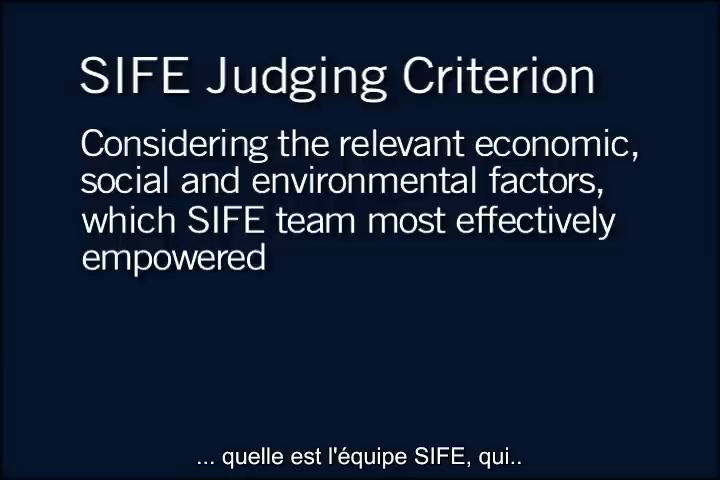 SIFE Judging Criterion
Considering the relevant economic,
social and environmental factors,
which SIFE team most effectively
empowered
... quelle est l'équipe SIFE, qui..